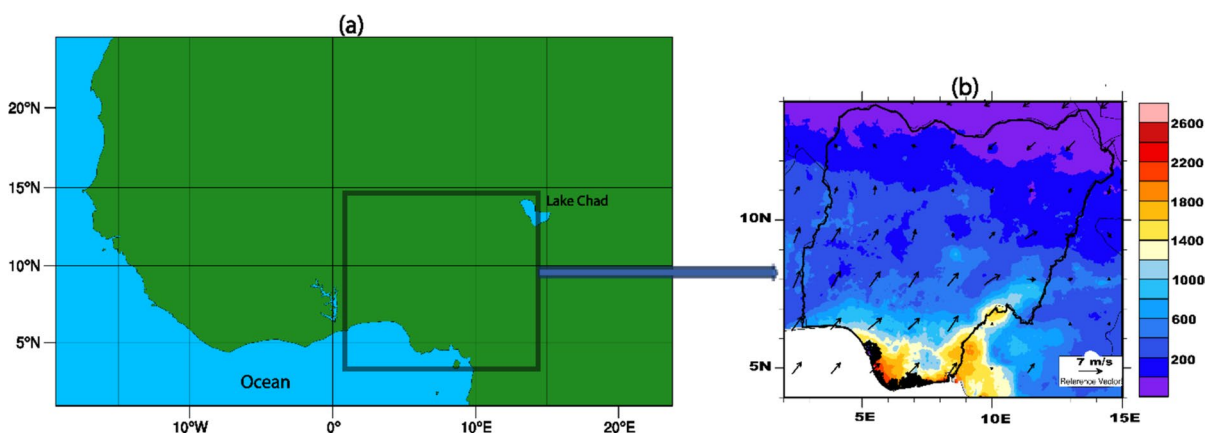 (a)
20°N
15°N
10°N
5°N
Lake Chad
Ocean
10°W
0°
10°E
20°E
(b)
10N
5N
5E
10E
15E
7 m/s
Reference Vector
2600
2200
1800
1400
1000
600
200